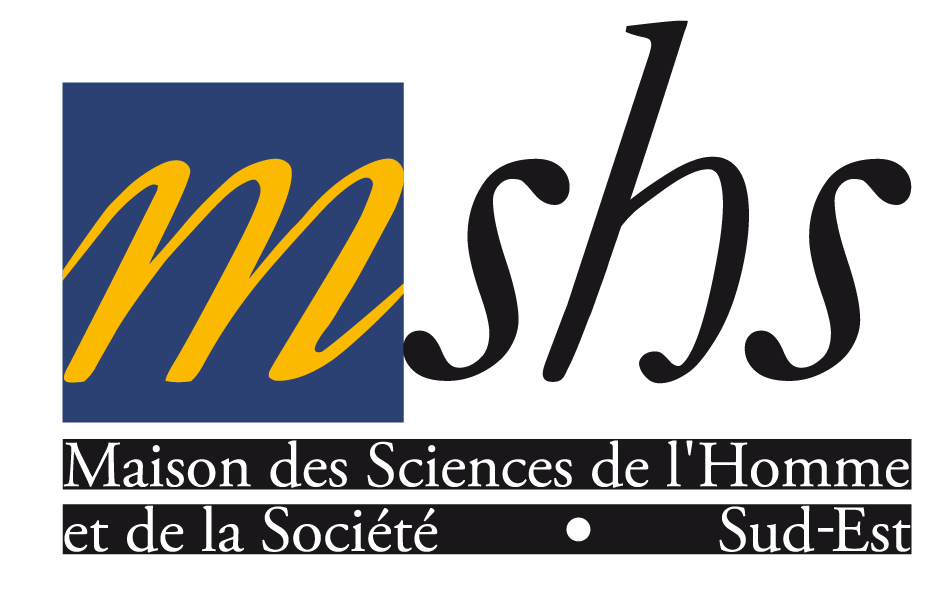 mshs
Maison des Sciences de l'Homme
et de la Société • Sud-Est